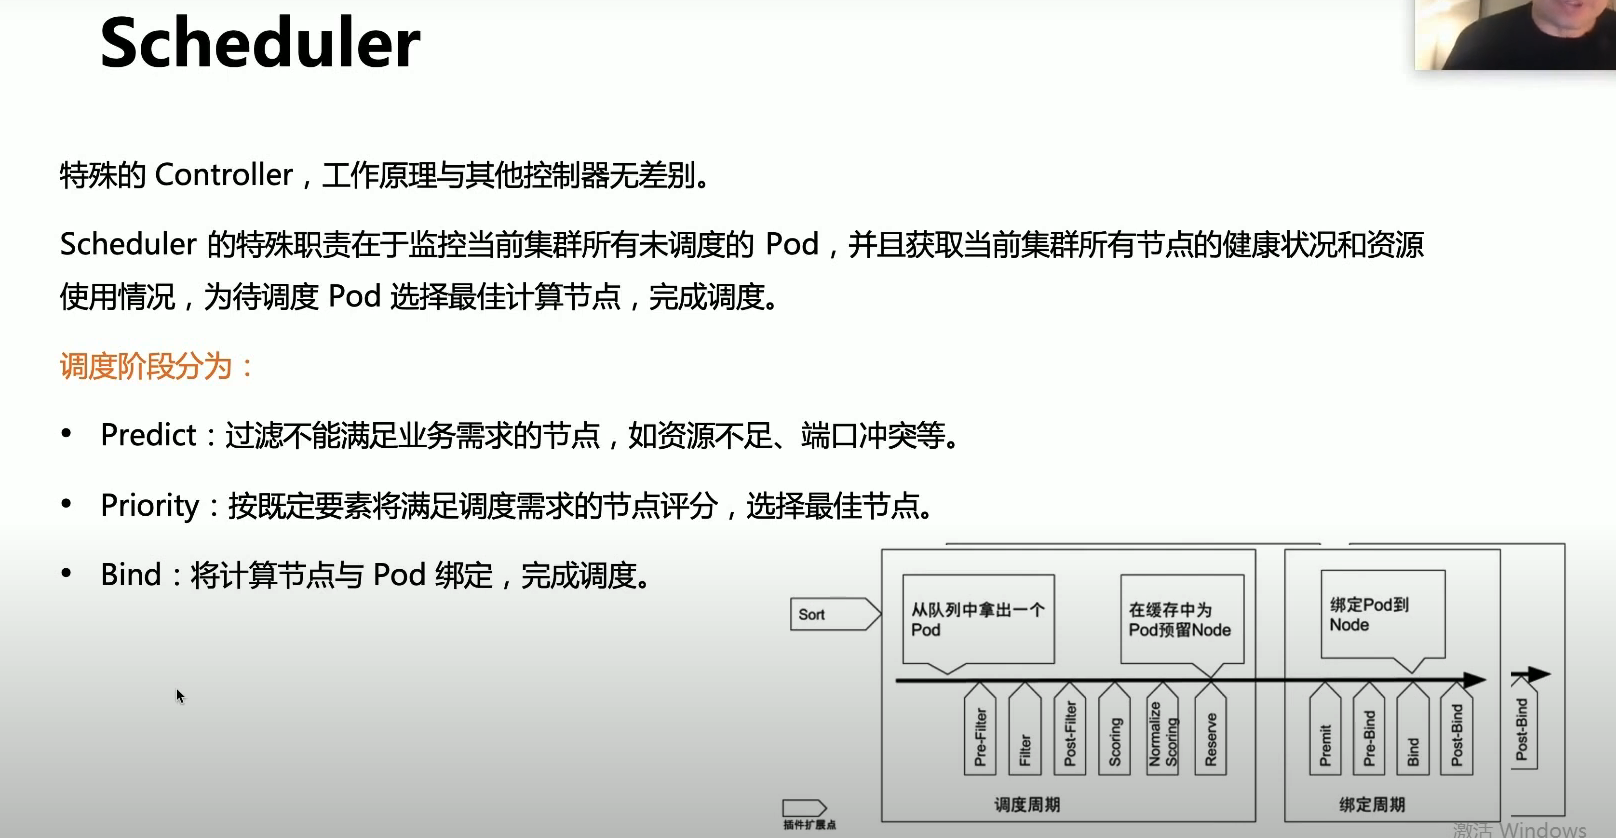 Scheduler
特殊的 Controller，工作原理与其他控制器无差别。
Scheduler 的特殊职责在于监控当前集群所有未调度的 Pod，并且获取当前集群所有节点的健康状况和资源
使用情况，为待调度 Pod 选择最佳计算节点，完成调度。
调度阶段分为：
• Predict：过滤不能满足业务需求的节点，如资源不足、端口冲突等。
• Priority：按既定要素将满足调度需求的节点评分，选择最佳节点。
• Bind：将计算节点与 Pod 绑定，完成调度。
Sort
从队列中拿出一个
Pod
在缓存中为
Pod预留Node
绑定Pod到
Node
Pre-Filter
Filter
Post-Filter
Scoring
Normalize
Scoring
Reserve
Premit
Pre-Bind
Bind
Post-Bind
Post-Bind
调度周期
绑定周期
插件扩展点
激活 Windows